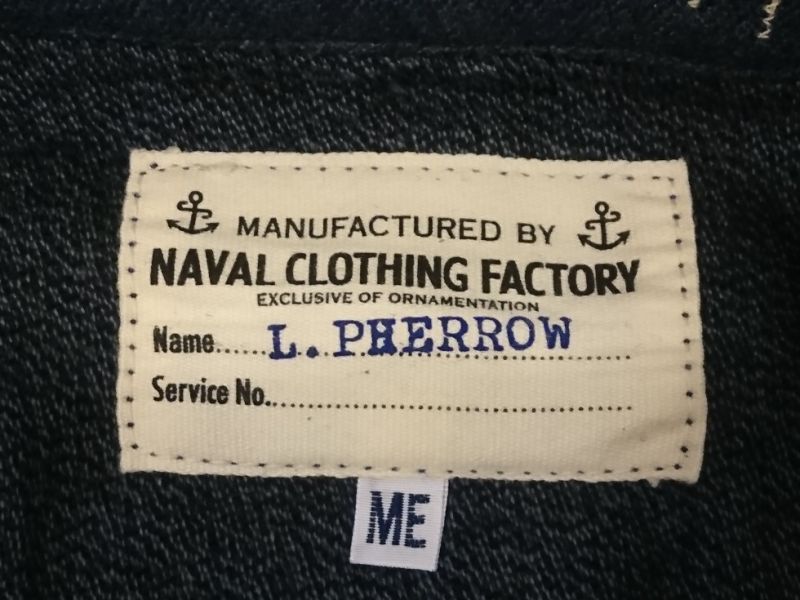 MANUFACTURED BY
NAVAL CLOTHING FACTORY
EXCLUSIVE OF ORNAMENTATION
Name......L. PHERROW..............
Service No...............................
ME